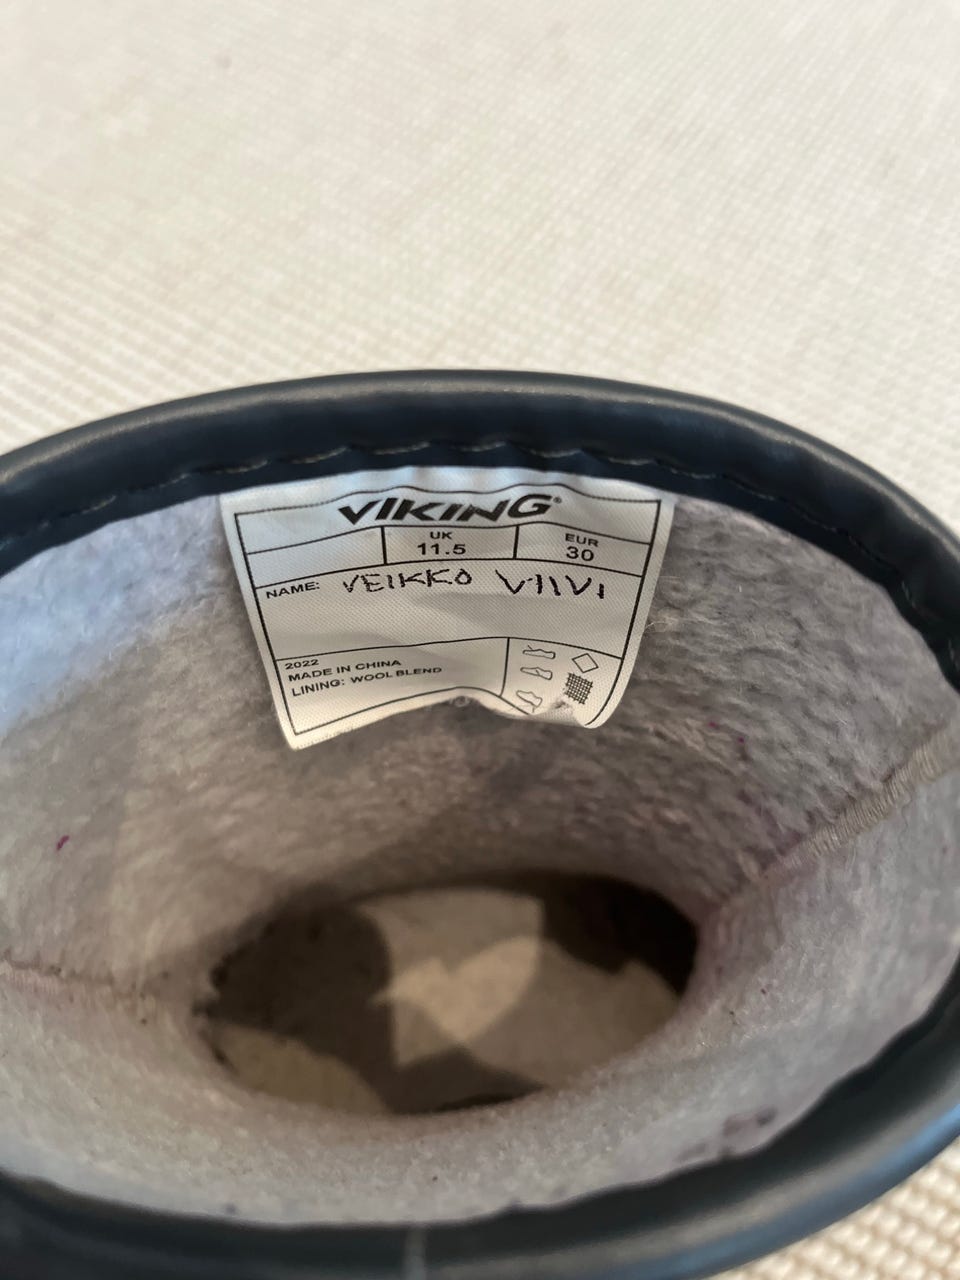 VIKING®
UK EUR
11.5 30
NAME: VEIKKO VIIVI
2022
MADE IN CHINA
LINING: WOOL BLEND